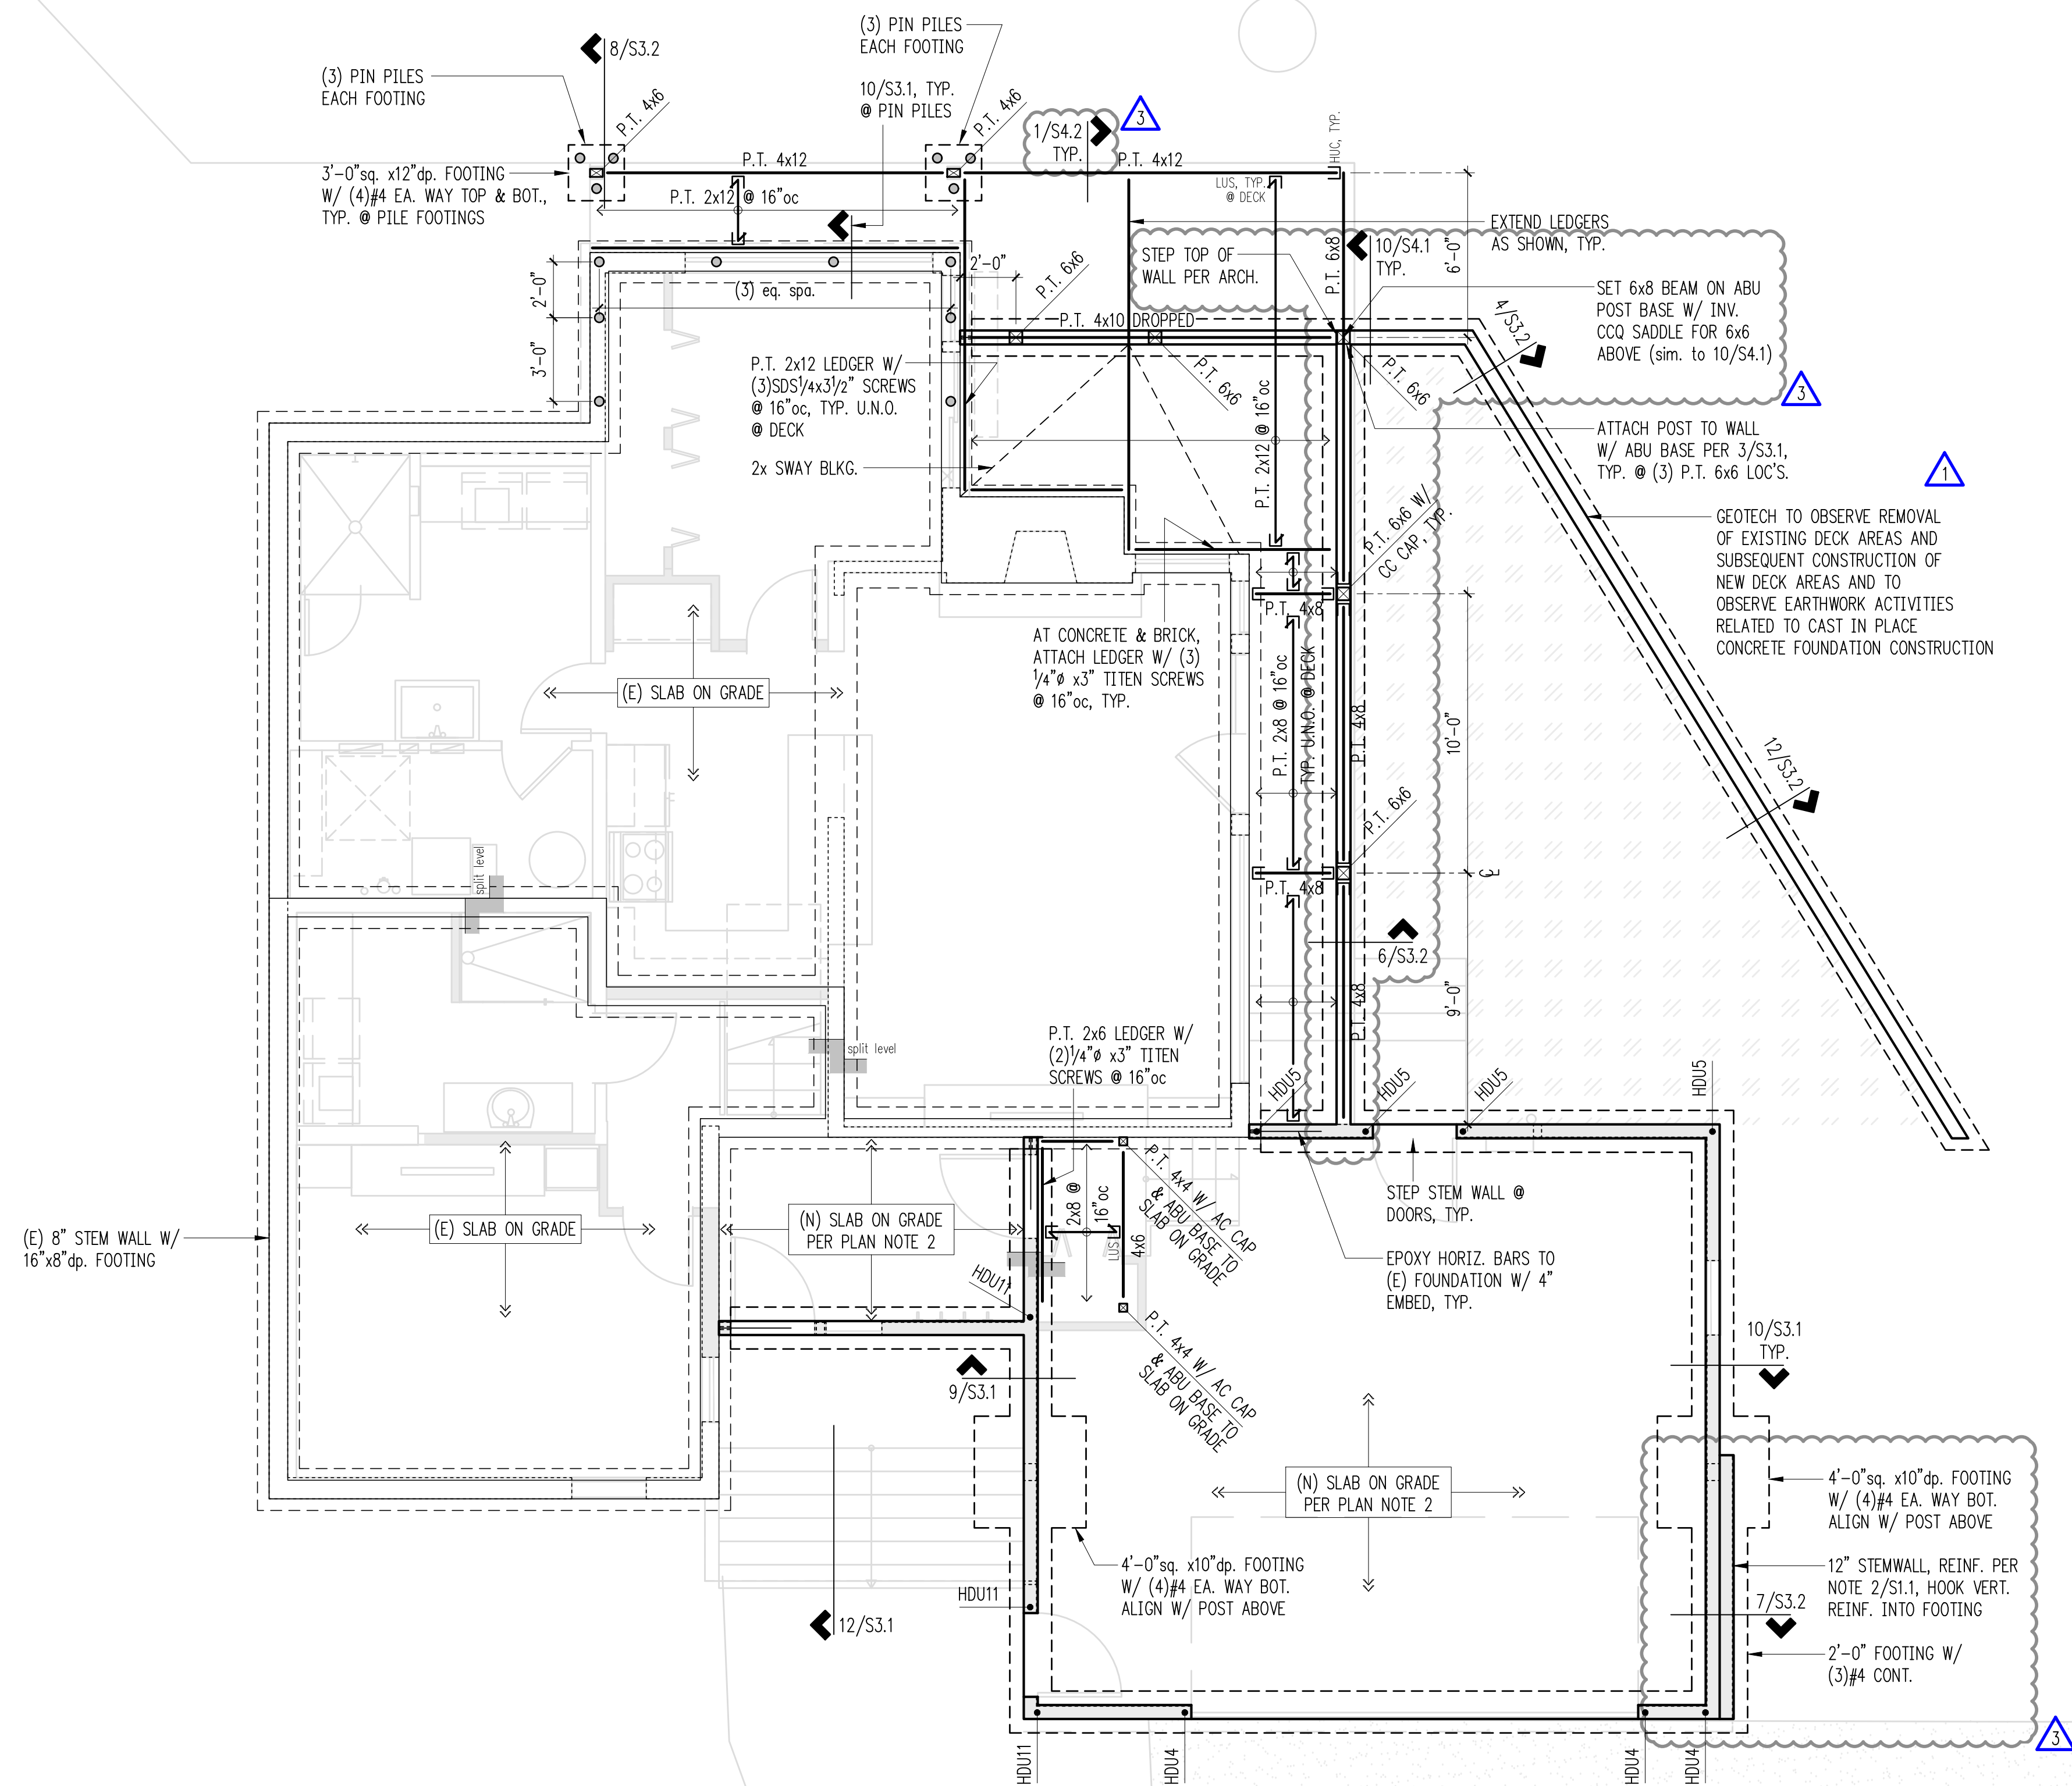 (3) PIN PILES
EACH FOOTING
8/S3.2
(3) PIN PILES
EACH FOOTING
10/S3.1, TYP.
@ PIN PILES
P.T. 4x6
P.T. 4x6
1/S4.2
TYP.
3
HUC, TYP.
3'-0"sq. x12"dp. FOOTING
W/ (4)#4 EA. WAY TOP & BOT.,
TYP. @ PILE FOOTINGS
P.T. 4x12
P.T. 4x12
P.T. 2x12 @ 16"oc
LUS, TYP.
@ DECK
EXTEND LEDGERS
AS SHOWN, TYP.
6'-0"
P.T. 6x8
10/S4.1
TYP.
STEP TOP OF
WALL PER ARCH.
2'-0"
P.T. 6x6
2'-0"
3'-0"
(3) eq. spa.
P.T. 4x10 DROPPED
SET 6x8 BEAM ON ABU
POST BASE W/ INV.
CCQ SADDLE FOR 6x6
ABOVE (sim. to 10/S4.1)
4/S3.2
3
P.T. 2x12 LEDGER W/
(3)SDS1/4x31/2" SCREWS
@ 16"oc, TYP. U.N.O.
@ DECK
P.T. 6x6
P.T. 6x6
P.T. 2x12 @ 16"oc
2x SWAY BLKG.
ATTACH POST TO WALL
W/ ABU BASE PER 3/S3.1,
TYP. @ (3) P.T. 6x6 LOC'S.
1
P.T. 6x6 W/
CC CAP, TYP.
GEOTECH TO OBSERVE REMOVAL
OF EXISTING DECK AREAS AND
SUBSEQUENT CONSTRUCTION OF
NEW DECK AREAS AND TO
OBSERVE EARTHWORK ACTIVITIES
RELATED TO CAST IN PLACE
CONCRETE FOUNDATION CONSTRUCTION
P.T. 4x8
AT CONCRETE & BRICK,
ATTACH LEDGER W/ (3)
1/4"ø x3" TITEN SCREWS
@ 16"oc, TYP.
(E) SLAB ON GRADE
P.T. 2x8 @ 16"oc
TYP. U.N.O. @ DECK
P.T. 4x8
10'-0"
12/S3.2
P.T. 6x6
split level
P.T. 4x8
CL
6/S3.2
P.T. 4x8
9'-0"
split level
P.T. 2x6 LEDGER W/
(2)1/4"ø x3" TITEN
SCREWS @ 16"oc
HDU5
HDU5
HDU5
HDU5
(E) 8" STEM WALL W/
16"x8"dp. FOOTING
(E) SLAB ON GRADE
(N) SLAB ON GRADE
PER PLAN NOTE 2
2x8 @
16"oc
LUS
4x6
P.T. 4x4 W/ AC CAP
& ABU BASE TO
SLAB ON GRADE
STEP STEM WALL @
DOORS, TYP.
EPOXY HORIZ. BARS TO
(E) FOUNDATION W/ 4"
EMBED, TYP.
HDU11
P.T. 4x4 W/ AC CAP
& ABU BASE TO
SLAB ON GRADE
9/S3.1
10/S3.1
TYP.
(N) SLAB ON GRADE
PER PLAN NOTE 2
4'-0"sq. x10"dp. FOOTING
W/ (4)#4 EA. WAY BOT.
ALIGN W/ POST ABOVE
4'-0"sq. x10"dp. FOOTING
W/ (4)#4 EA. WAY BOT.
ALIGN W/ POST ABOVE
12" STEMWALL, REINF. PER
NOTE 2/S1.1, HOOK VERT.
REINF. INTO FOOTING
HDU11
12/S3.1
7/S3.2
2'-0" FOOTING W/
(3)#4 CONT.
3
HDU11
HDU4
HDU4
HDU4